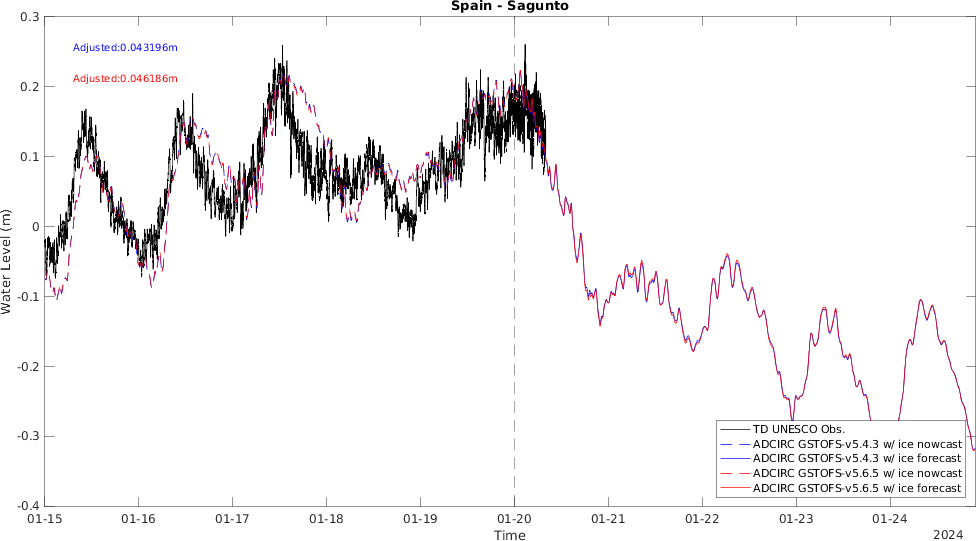 Spain - Sagunto
0.3
0.2
0.1
0
-0.1
-0.2
-0.3
-0.4
Water Level (m)
Adjusted:0.043196m
Adjusted:0.046186m
TD UNESCO Obs.
ADCIRC GSTOFS-v5.4.3 w/ ice nowcast
ADCIRC GSTOFS-v5.4.3 w/ ice forecast
ADCIRC GSTOFS-v5.6.5 w/ ice nowcast
ADCIRC GSTOFS-v5.6.5 w/ ice forecast
01-15 01-16 01-17 01-18 01-19 01-20 01-21 01-22 01-23 01-24
Time
2024